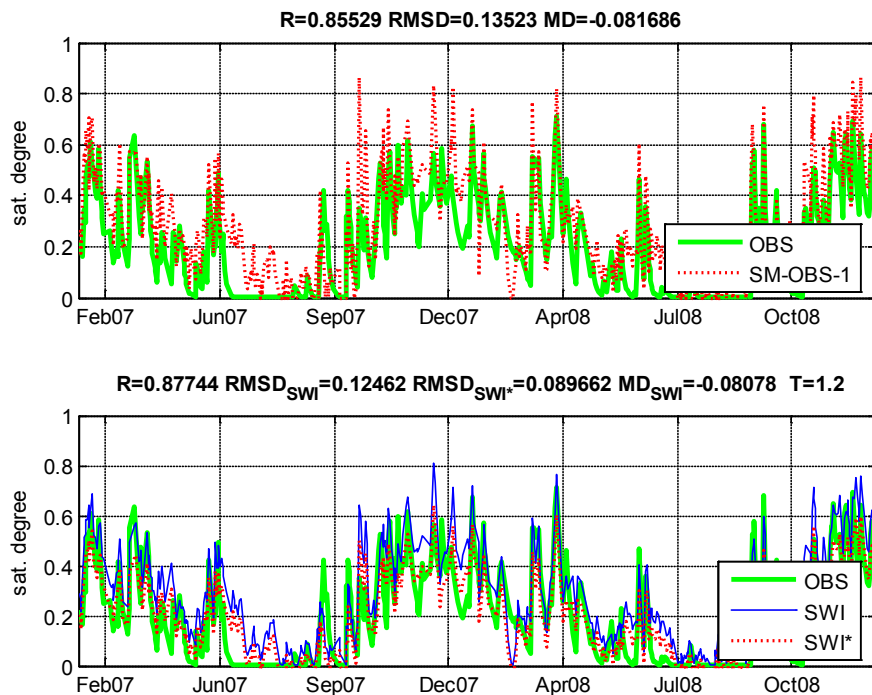 R=0.85529 RMSD=0.13523 MD=-0.081686
1
0.8
0.6
0.4
0.2
0
sat. degree
Feb07 Jun07 Sep07 Dec07 Apr08 Jul08 Oct08
OBS
SM-OBS-1
R=0.87744 RMSD_SWI=0.12462 RMSD_SWI*=0.089662 MD_SWI=-0.08078 T=1.2
1
0.8
0.6
0.4
0.2
0
sat. degree
Feb07 Jun07 Sep07 Dec07 Apr08 Jul08 Oct08
OBS
SWI
SWI*